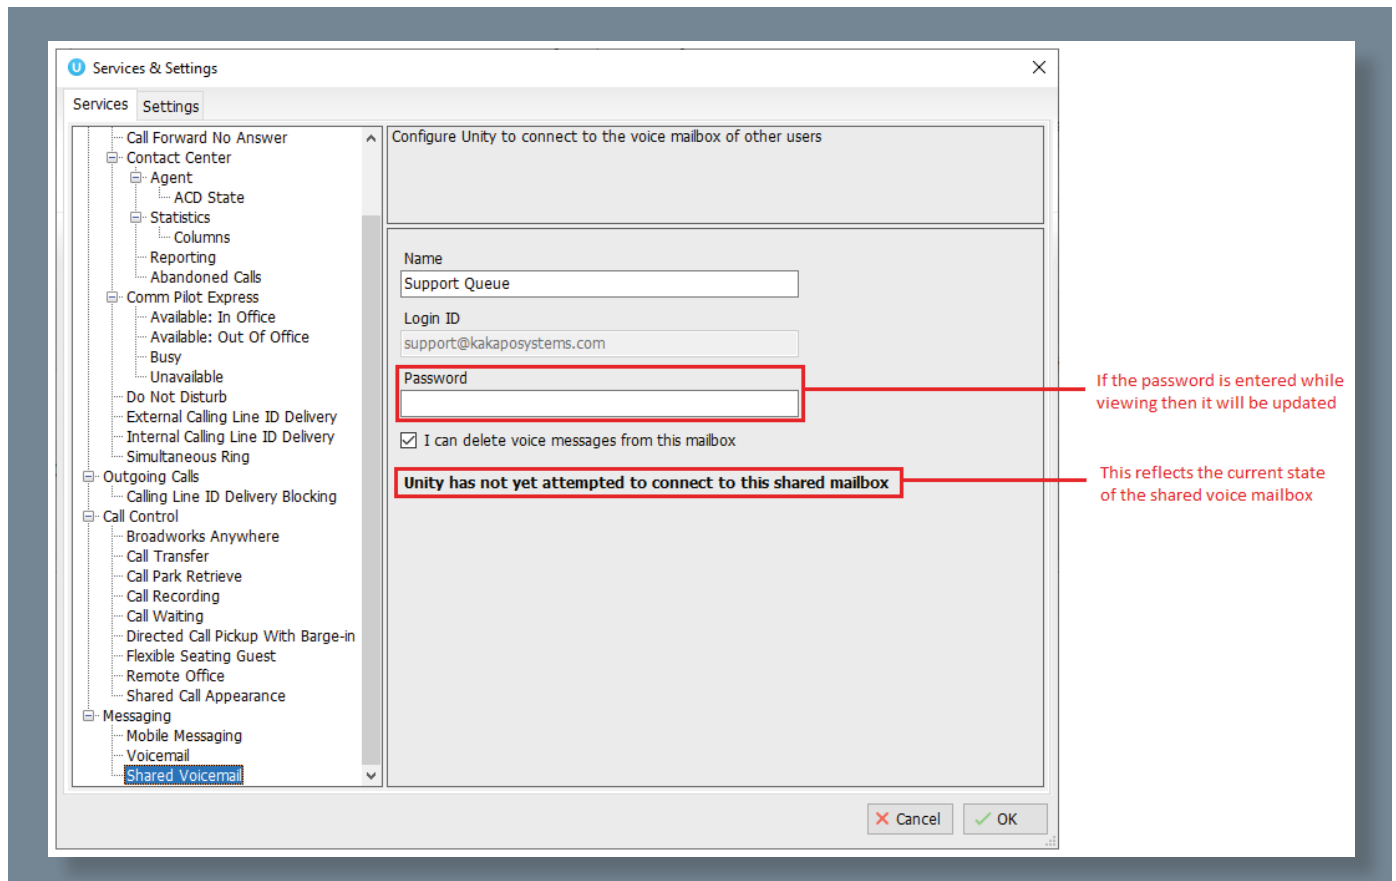 Services & Settings
Services Settings
Call Forward No Answer
Contact Center
Agent
ACD State
Statistics
Columns
Reporting
Abandoned Calls
Comm Pilot Express
Available: In Office
Available: Out Of Office
Busy
Unavailable
Do Not Disturb
External Calling Line ID Delivery
Internal Calling Line ID Delivery
Simultaneous Ring
Outgoing Calls
Calling Line ID Delivery Blocking
Call Control
Broadworks Anywhere
Call Transfer
Call Park Retrieve
Call Recording
Call Waiting
Directed Call Pickup With Barge-in
Flexible Seating Guest
Remote Office
Shared Call Appearance
Messaging
Mobile Messaging
Voicemail
Shared Voicemail
Configure Unity to connect to the voice mailbox of other users
Name
Support Queue
Login ID
support@kakaposystems.com
Password
I can delete voice messages from this mailbox
Unity has not yet attempted to connect to this shared mailbox
If the password is entered while
viewing then it will be updated
This reflects the current state
of the shared voice mailbox
Cancel OK